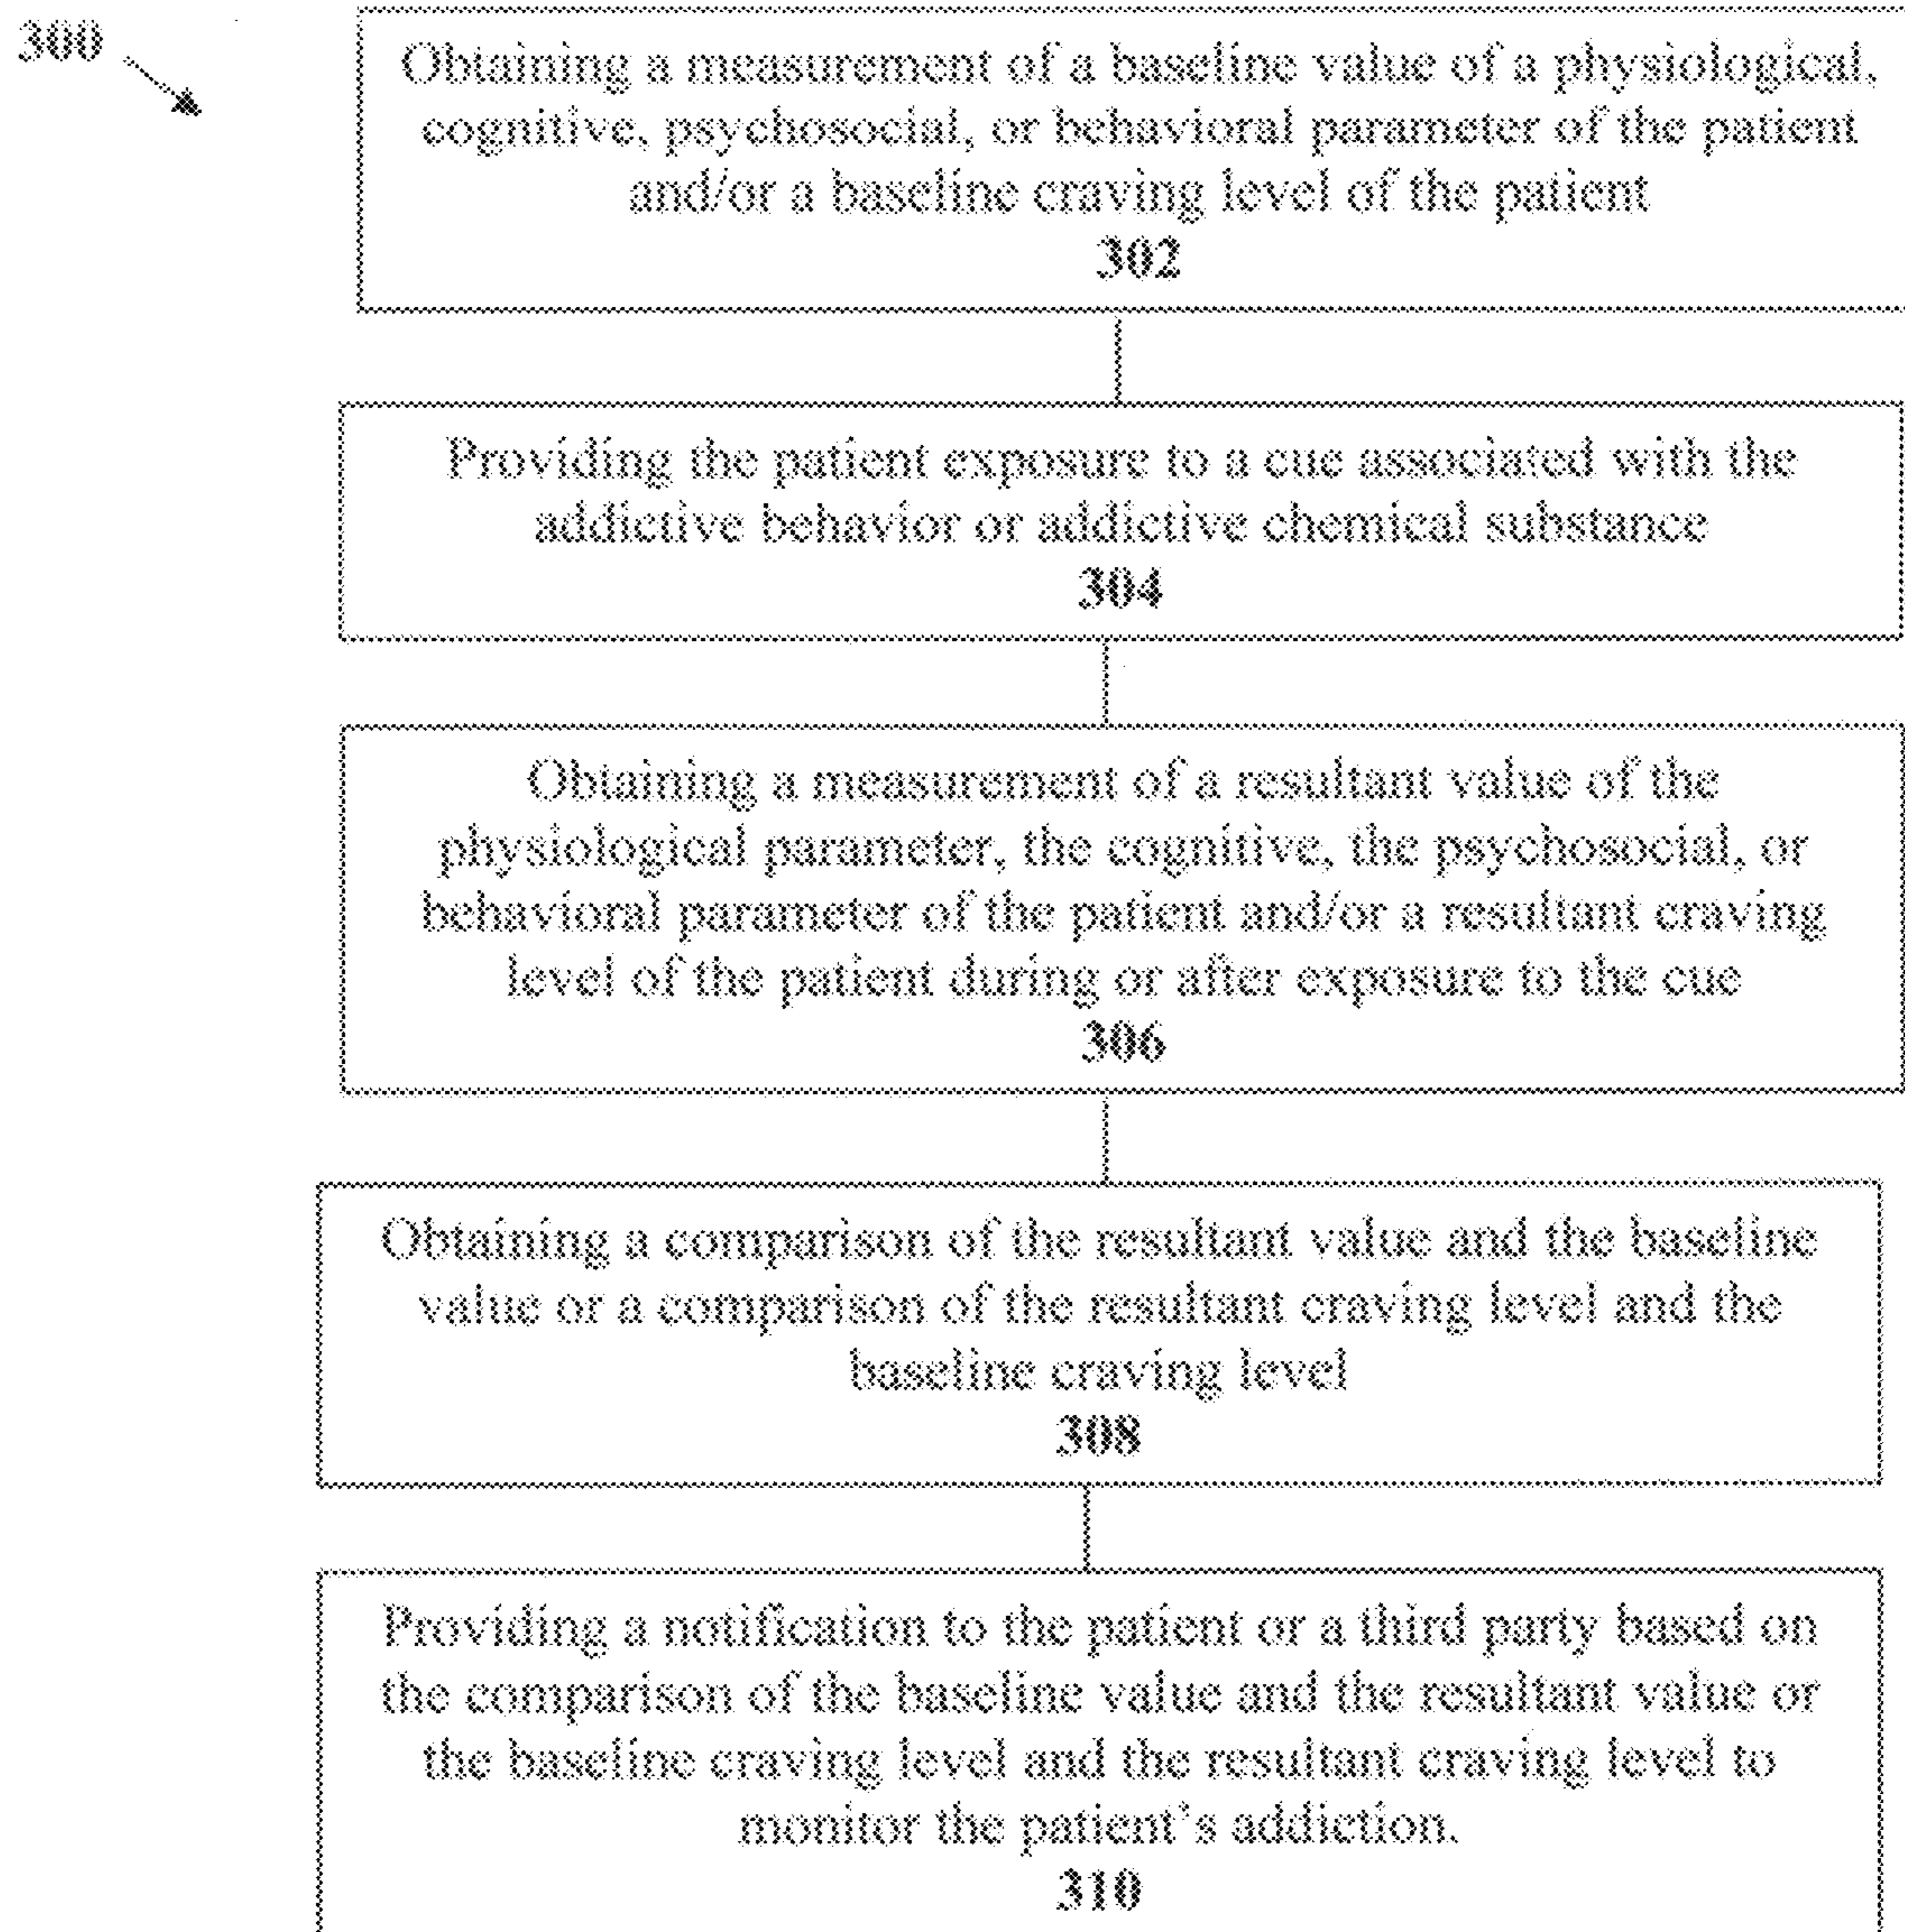 300
Obtaining a measurement of a baseline value of a physiological,
cognitive, psychosocial, or behavioral parameter of the patient
and/or a baseline craving level of the patient
302
Providing the patient exposure to a cue associated with the
addictive behavior or addictive chemical substance
304
Obtaining a measurement of a resultant value of the
physiological parameter, the cognitive, the psychosocial, or
behavioral parameter of the patient and/or a resultant craving
level of the patient during or after exposure to the cue
306
Obtaining a comparison of the resultant value and the baseline
value or a comparison of the resultant craving level and the
baseline craving level
308
Providing a notification to the patient or a third party based on
the comparison of the baseline value and the resultant value or
the baseline craving level and the resultant craving level to
monitor the patient's addiction.
310